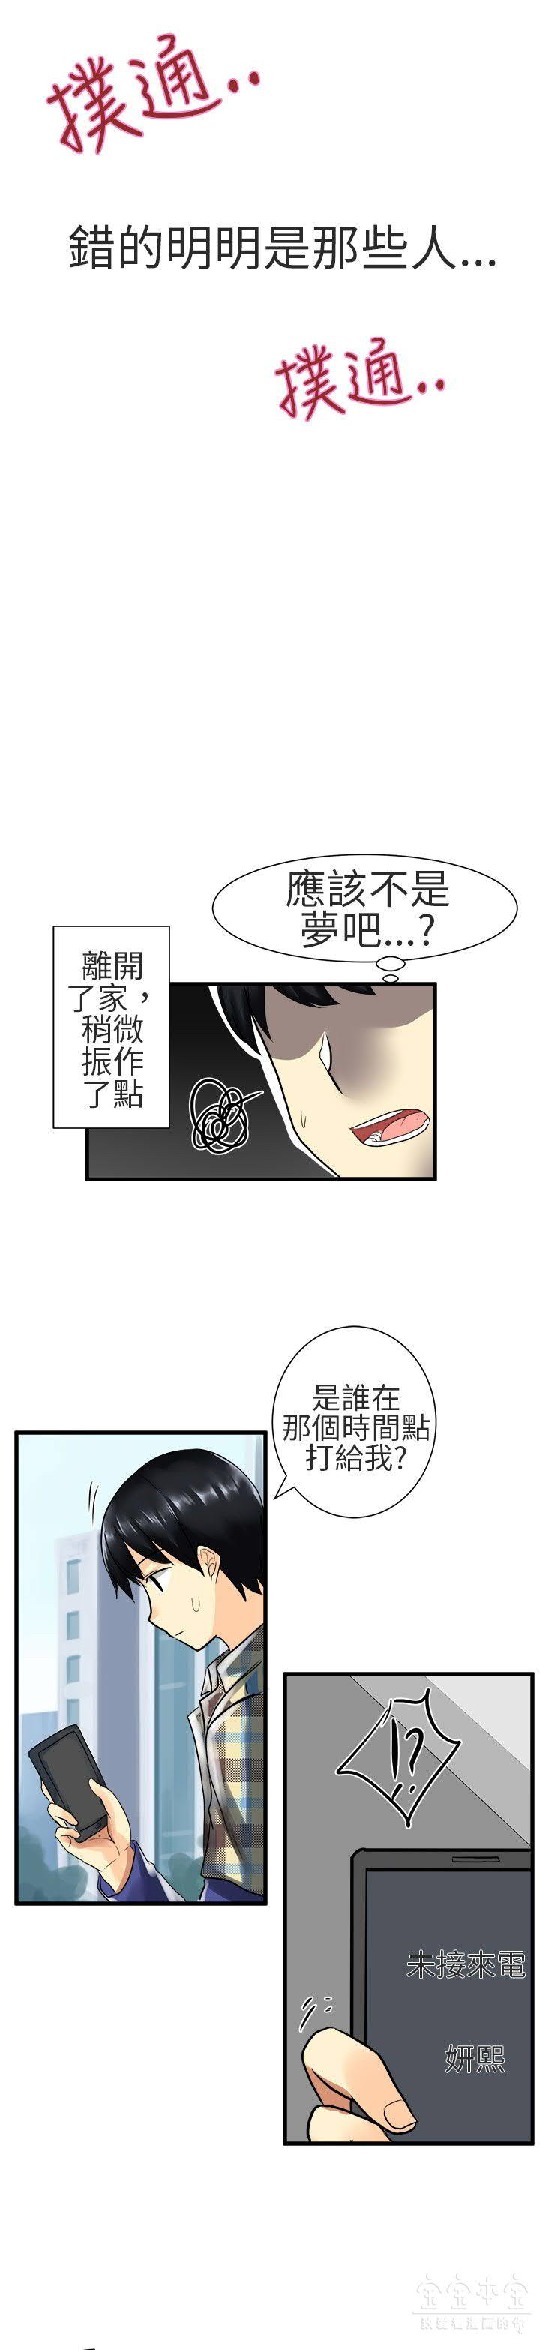 撲通..
錯的明明是那些人...
撲通..
應該不是
夢吧...?
離開
了家，
稍微
振作
了點
是誰在
那個時間點
打給我?
!?
未接來電
妍熙